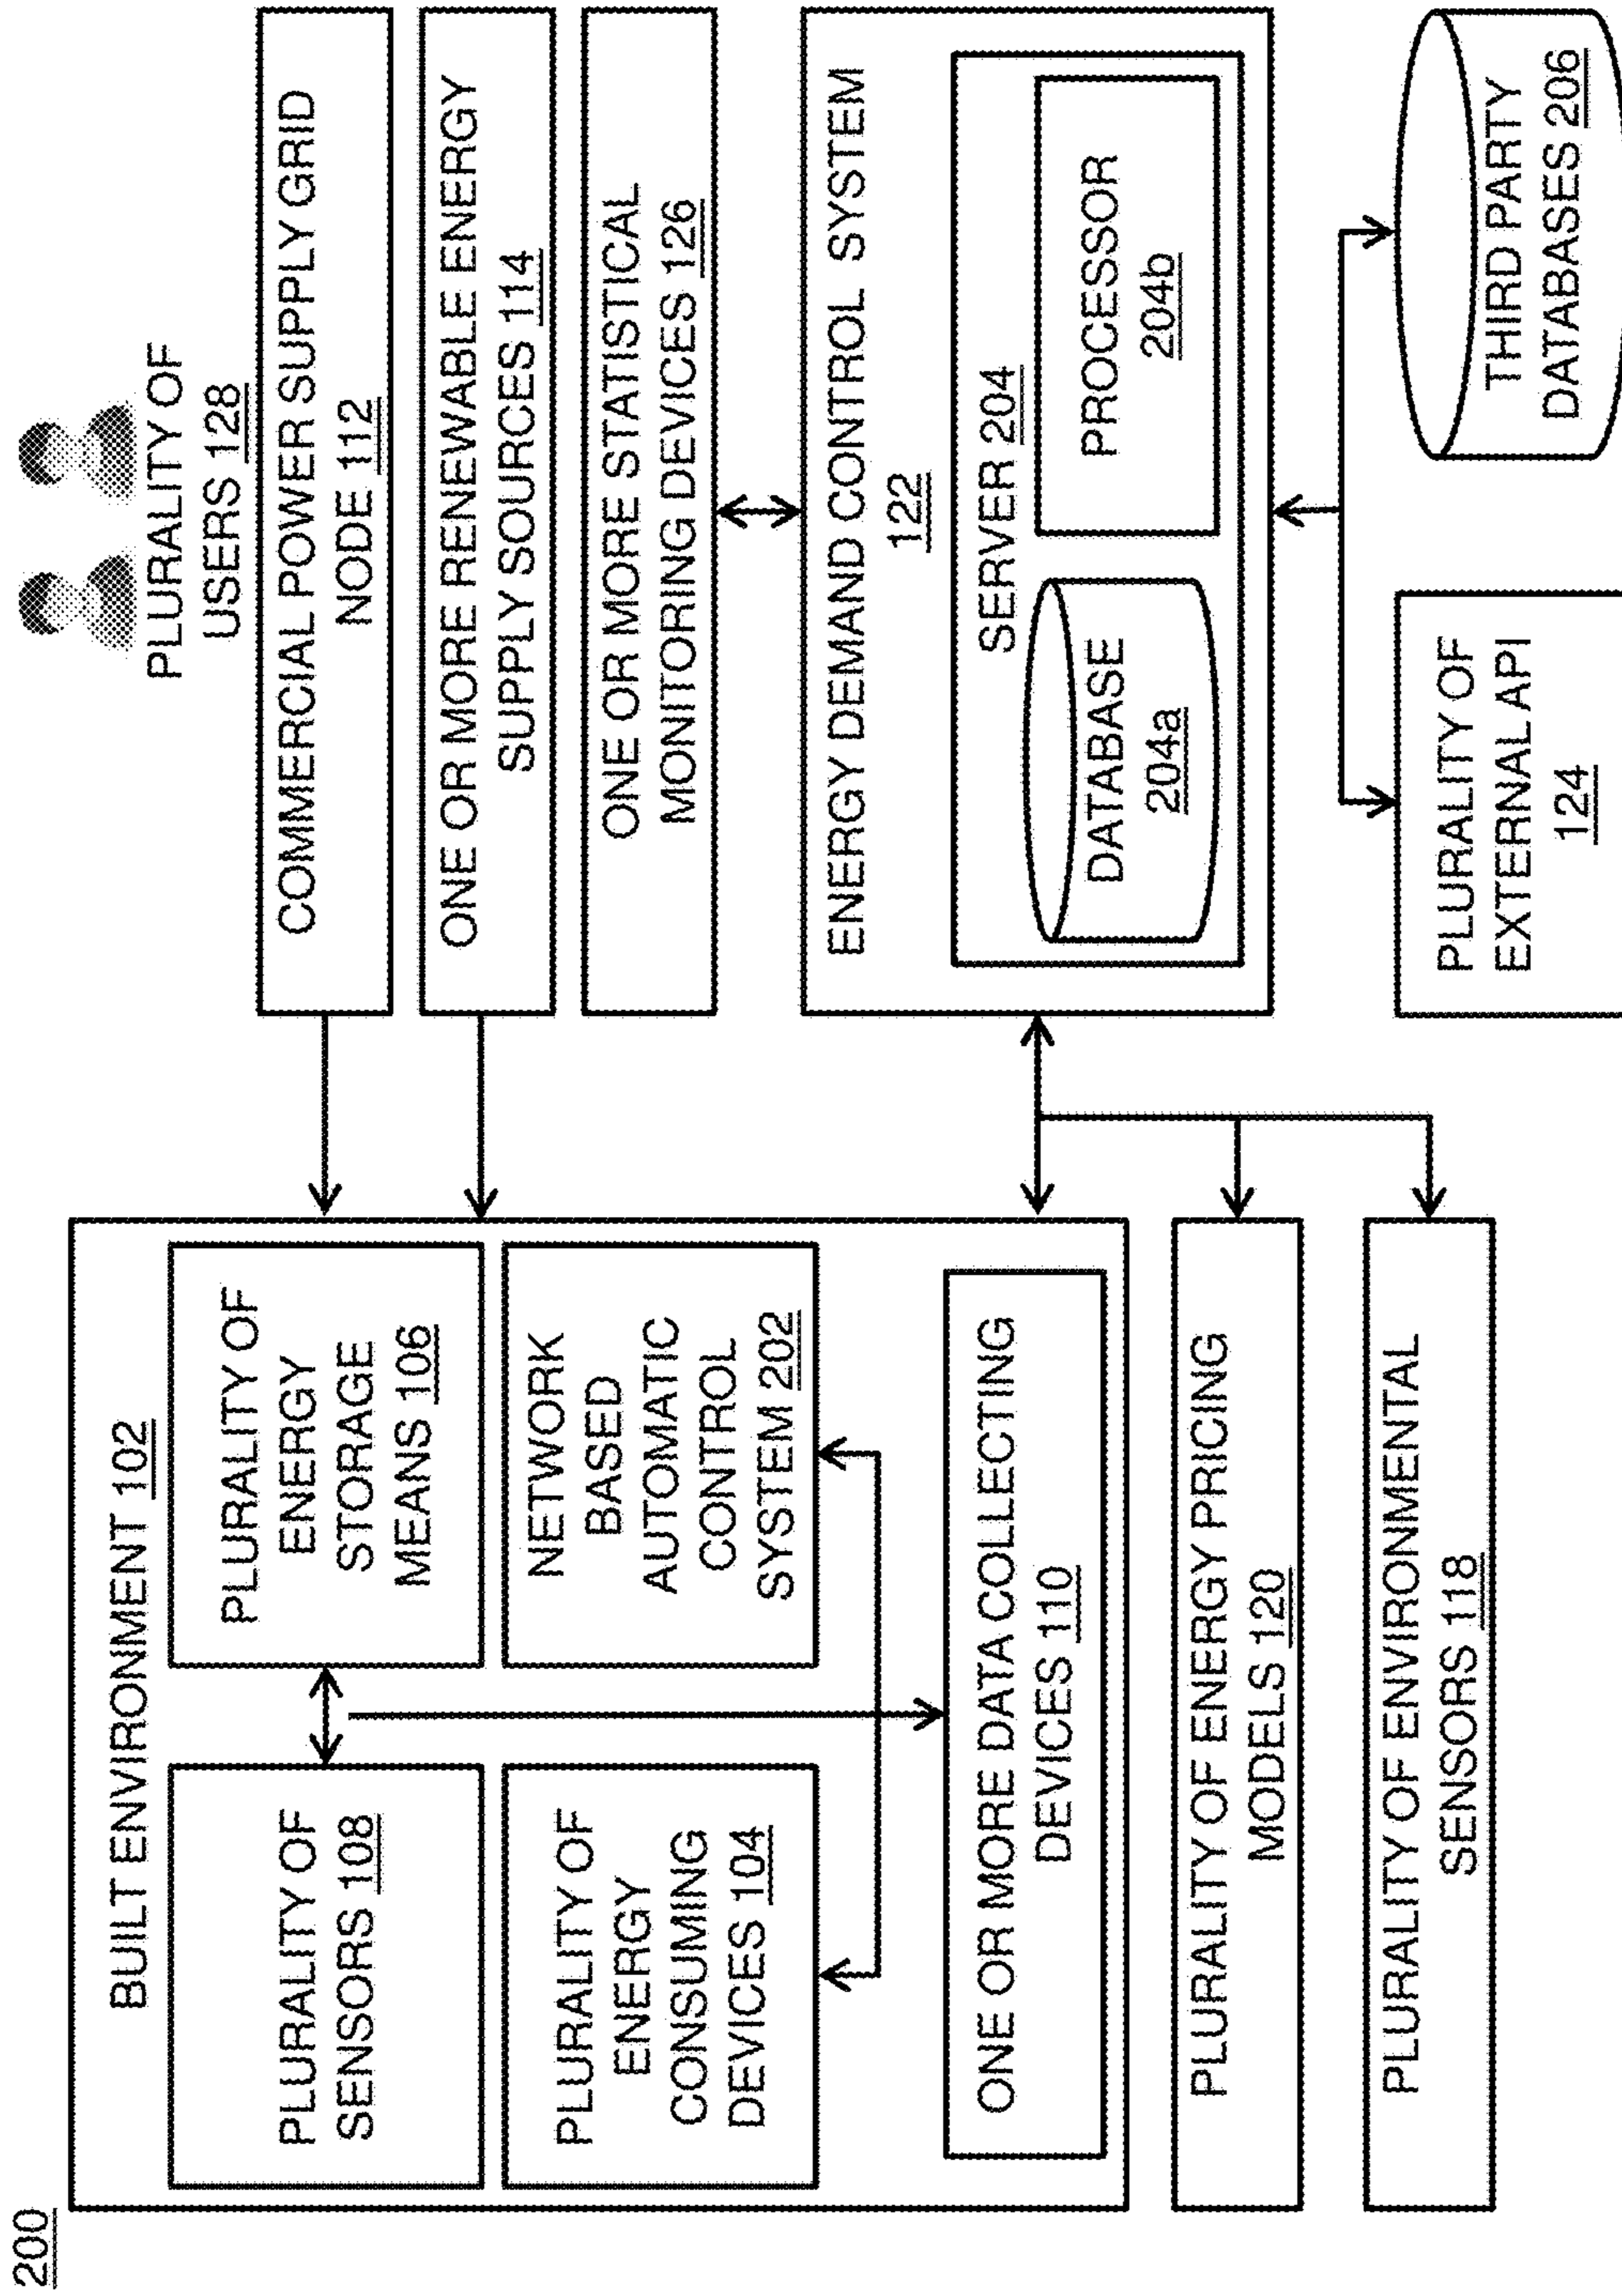 200
BUILT ENVIRONMENT 102
PLURALITY OF
SENSORS 108
PLURALITY OF
ENERGY
STORAGE
MEANS 106
PLURALITY OF
ENERGY
CONSUMING
DEVICES 104
NETWORK
BASED
AUTOMATIC
CONTROL
SYSTEM 202
ONE OR MORE DATA COLLECTING
DEVICES 110
PLURALITY OF ENERGY PRICING
MODELS 120
PLURALITY OF ENVIRONMENTAL
SENSORS 118
PLURALITY OF
USERS 128
COMMERCIAL POWER SUPPLY GRID
NODE 112
ONE OR MORE RENEWABLE ENERGY
SUPPLY SOURCES 114
ONE OR MORE STATISTICAL
MONITORING DEVICES 126
ENERGY DEMAND CONTROL SYSTEM
122
SERVER 204
DATABASE
204a
PROCESSOR
204b
PLURALITY OF
EXTERNAL API
124
THIRD PARTY
DATABASES 206